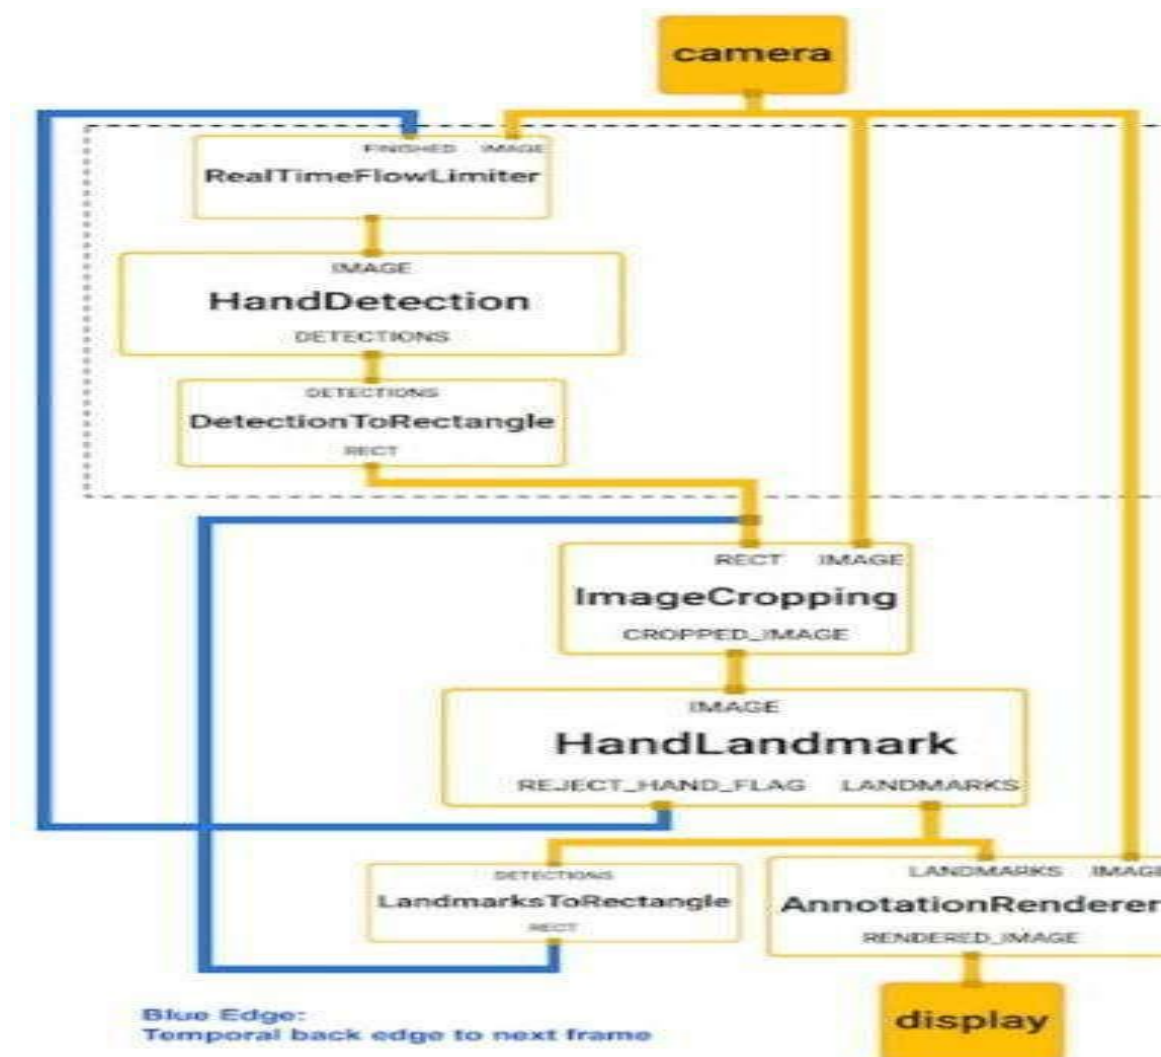 camera
FINISHED IMAGE
RealTimeFlowLimiter
IMAGE
HandDetection
DETECTIONS
DETECTIONS
DetectionToRectangle
RECT
RECT IMAGE
ImageCropping
CROPPED_IMAGE
IMAGE
HandLandmark
REJECT_HAND_FLAG LANDMARKS
DETECTIONS
LandmarksToRectangle
RECT
LANDMARKS IMAGE
AnnotationRenderer
RENDERED_IMAGE
display
Blue Edge:
Temporal back edge to next frame